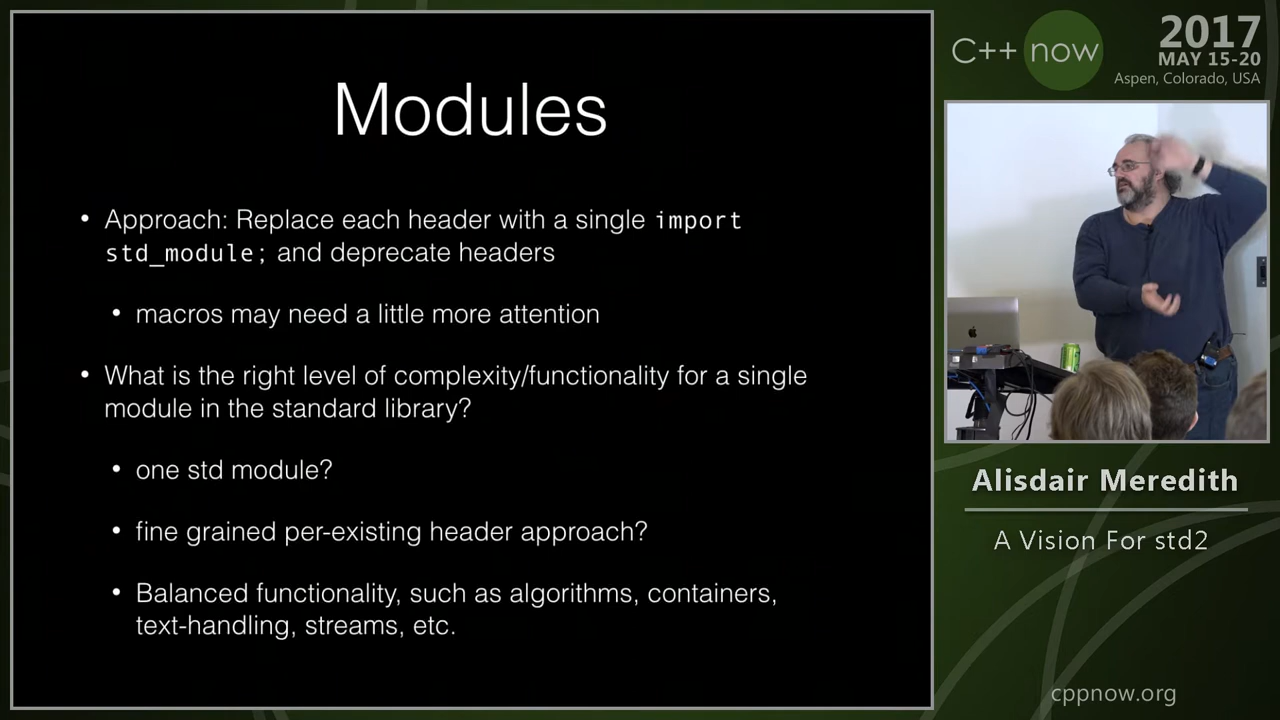 Modules
• Approach: Replace each header with a single import
std_module; and deprecate headers
• macros may need a little more attention
• What is the right level of complexity/functionality for a single
module in the standard library?
• one std module?
• fine grained per-existing header approach?
• Balanced functionality, such as algorithms, containers,
text-handling, streams, etc.
C++ now
2017
MAY 15-20
Aspen, Colorado, USA
Alisdair Meredith
A Vision For std2
cppnow.org